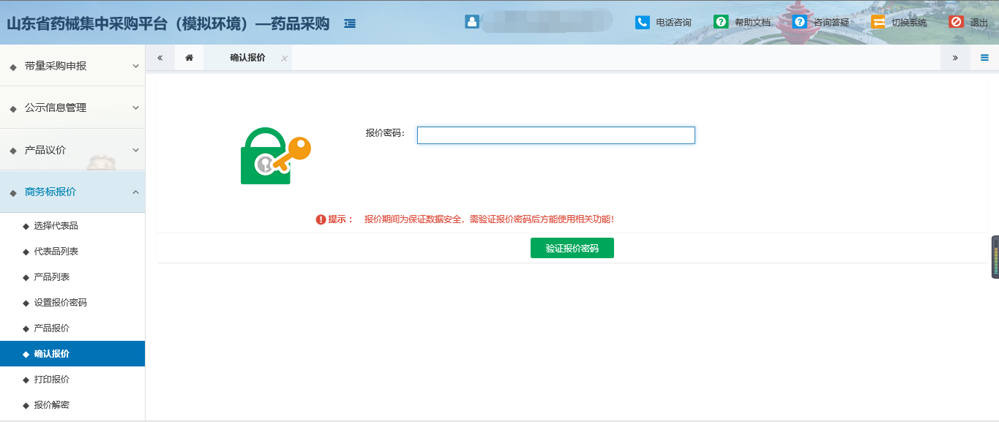 山东省药械集中采购平台（模拟环境）—药品采购
电话咨询
帮助文档
咨询答疑
切换系统
退出
确认报价
带量采购申报
公示信息管理
产品议价
商务标报价
选择代表品
代表品列表
产品列表
设置报价密码
产品报价
确认报价
打印报价
报价解密
报价密码：
提示： 报价期间为保证数据安全，需验证报价密码后方能使用相关功能！
验证报价密码